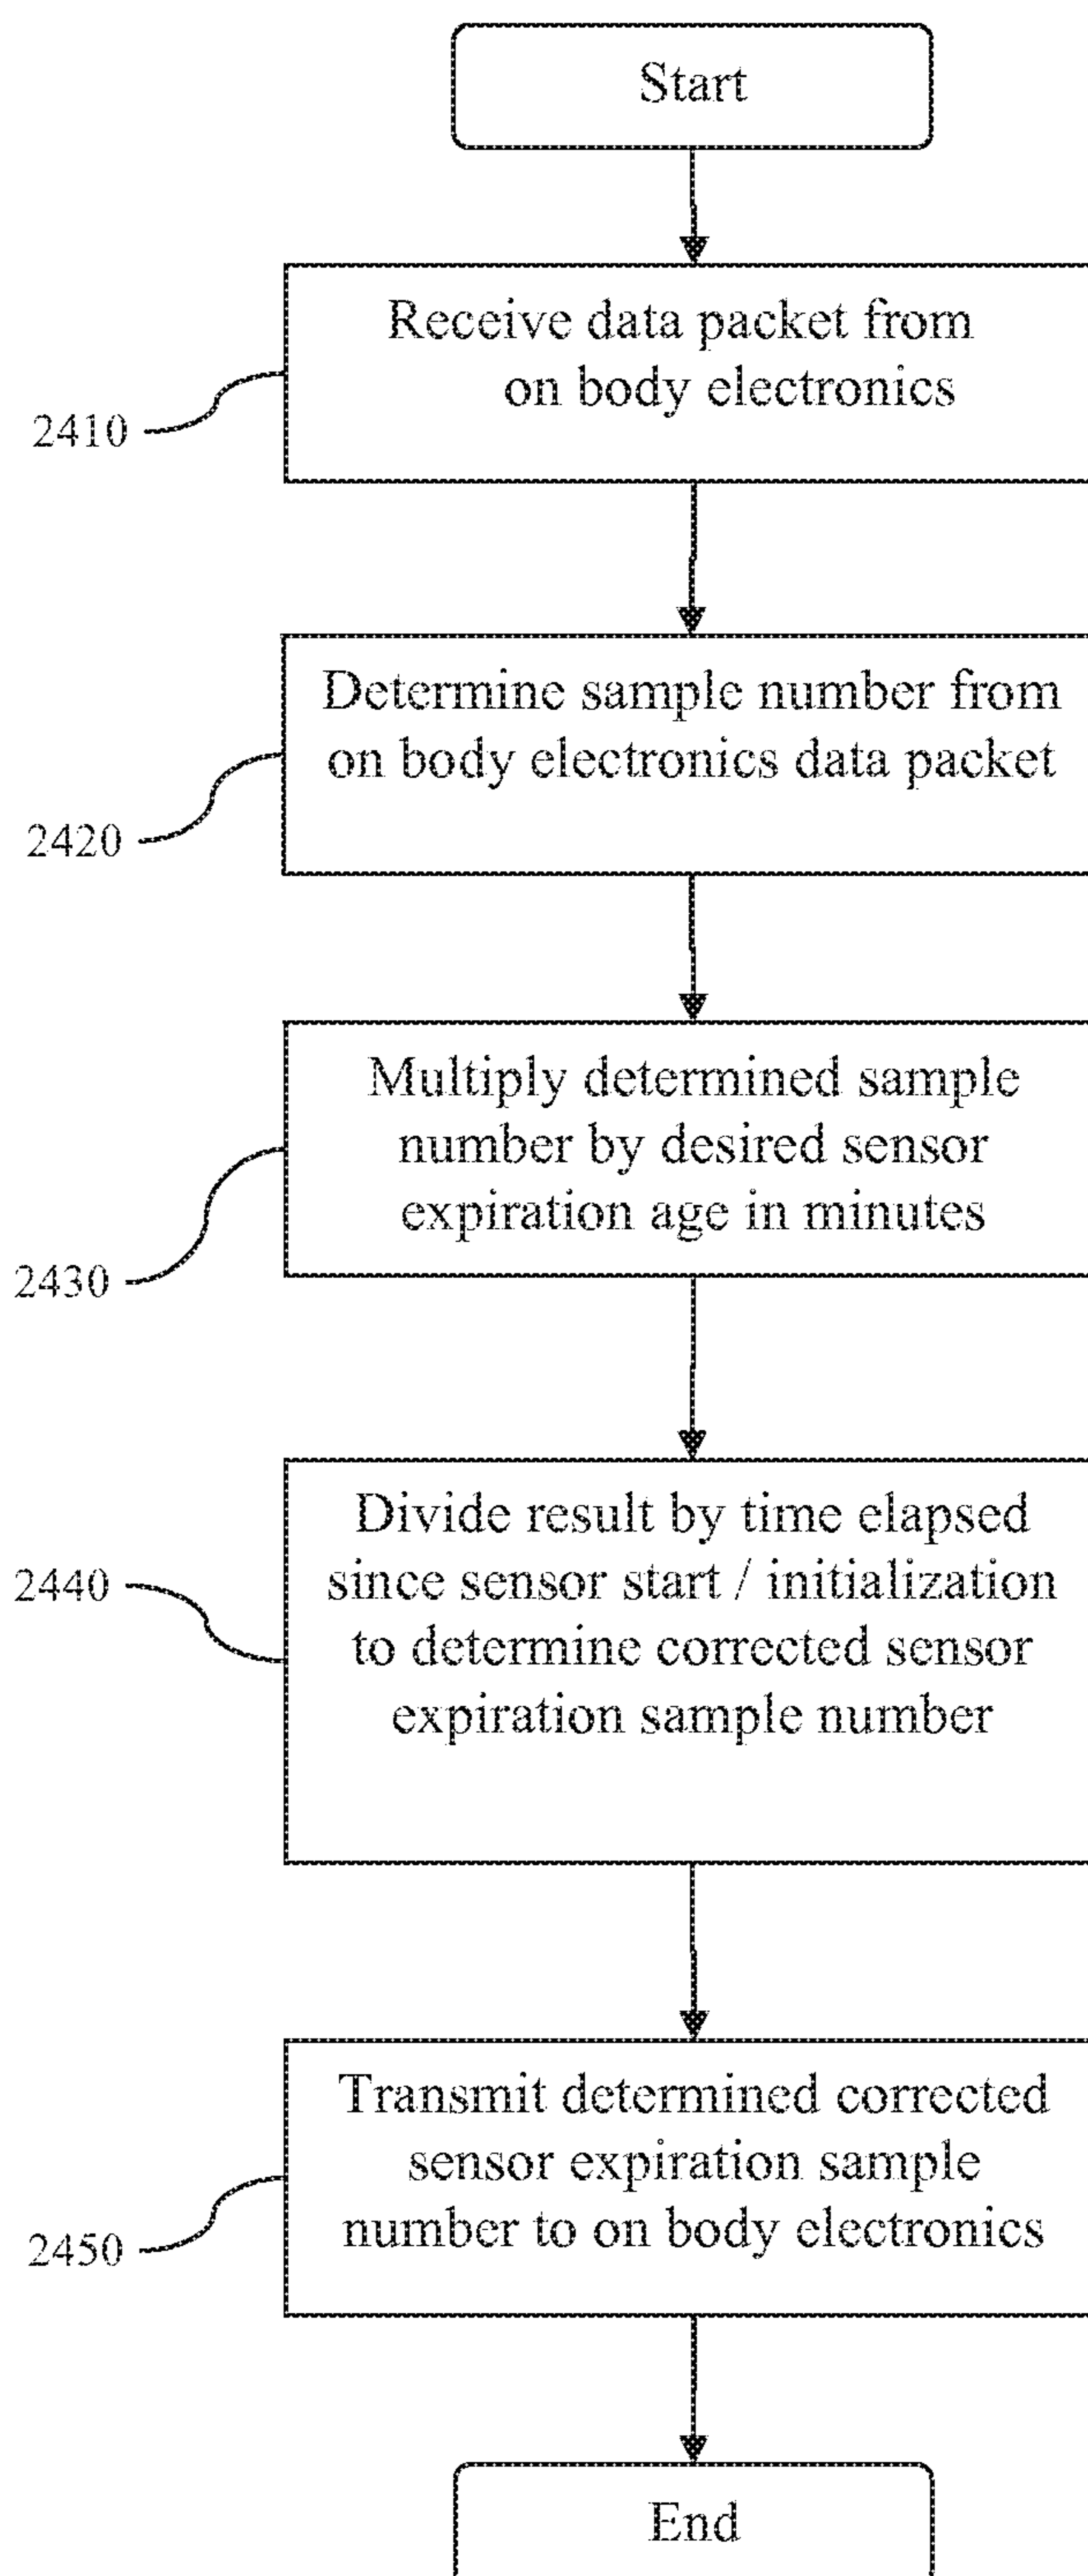 Start
Receive data packet from
on body electronics
2410
Determine sample number from
on body electronics data packet
2420
Multiply determined sample
number by desired sensor
expiration age in minutes
2430
Divide result by time elapsed
since sensor start / initialization
to determine corrected sensor
expiration sample number
2440
Transmit determined corrected
sensor expiration sample
number to on body electronics
2450
End